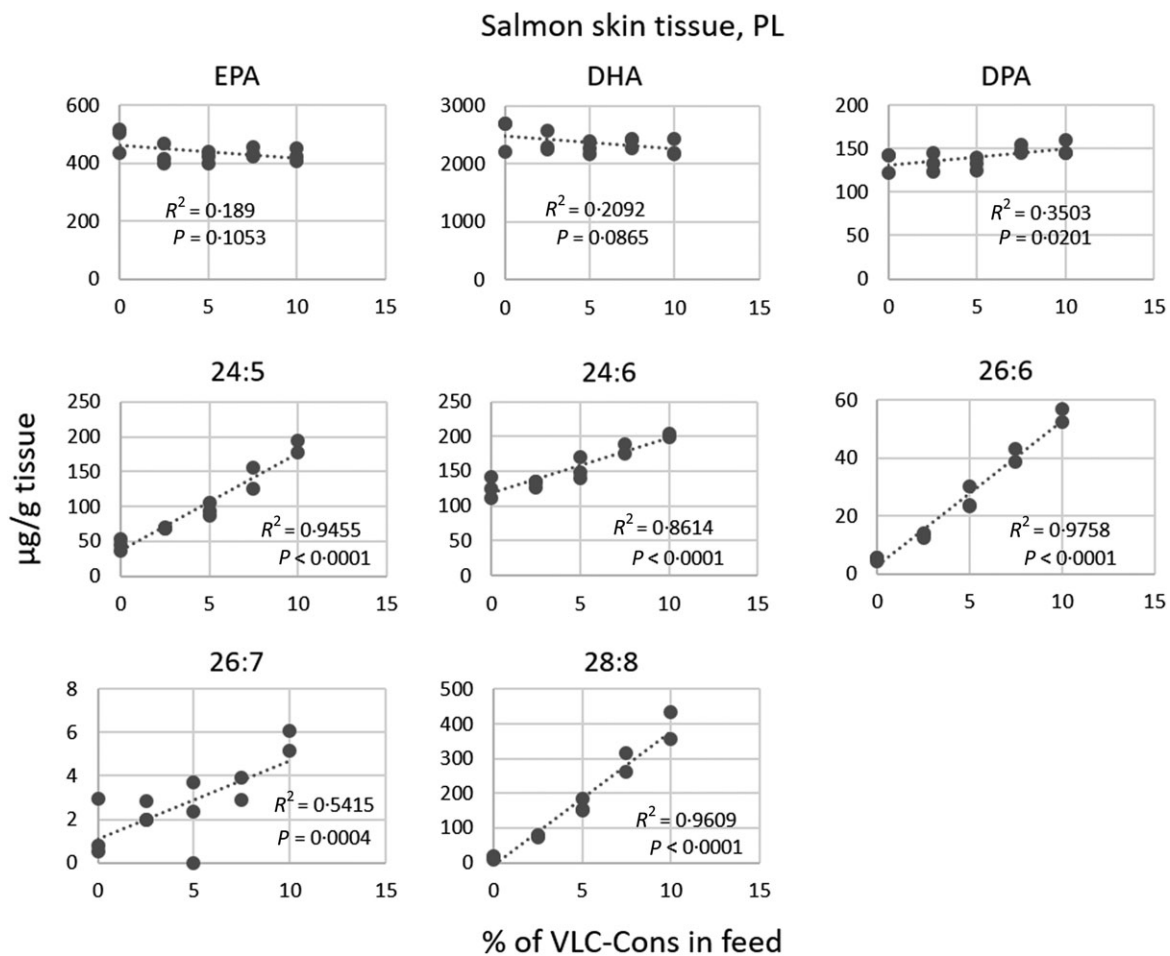 Salmon skin tissue, PL
EPA
600
400
200
0
R² = 0·189
P = 0·1053
0 5 10 15
DHA
3000
2000
1000
0
R² = 0·2092
P = 0·0865
0 5 10 15
DPA
200
150
100
50
0
R² = 0·3503
P = 0·0201
0 5 10 15
µg/g tissue
24:5
250
200
150
100
50
0
R² = 0·9455
P < 0·0001
0 5 10 15
24:6
250
200
150
100
50
0
R² = 0·8614
P < 0·0001
0 5 10 15
26:6
60
40
20
0
R² = 0·9758
P < 0·0001
0 5 10 15
26:7
8
6
4
2
0
R² = 0·5415
P = 0·0004
0 5 10 15
28:8
500
400
300
200
100
0
R² = 0·9609
P < 0·0001
0 5 10 15
% of VLC-Cons in feed